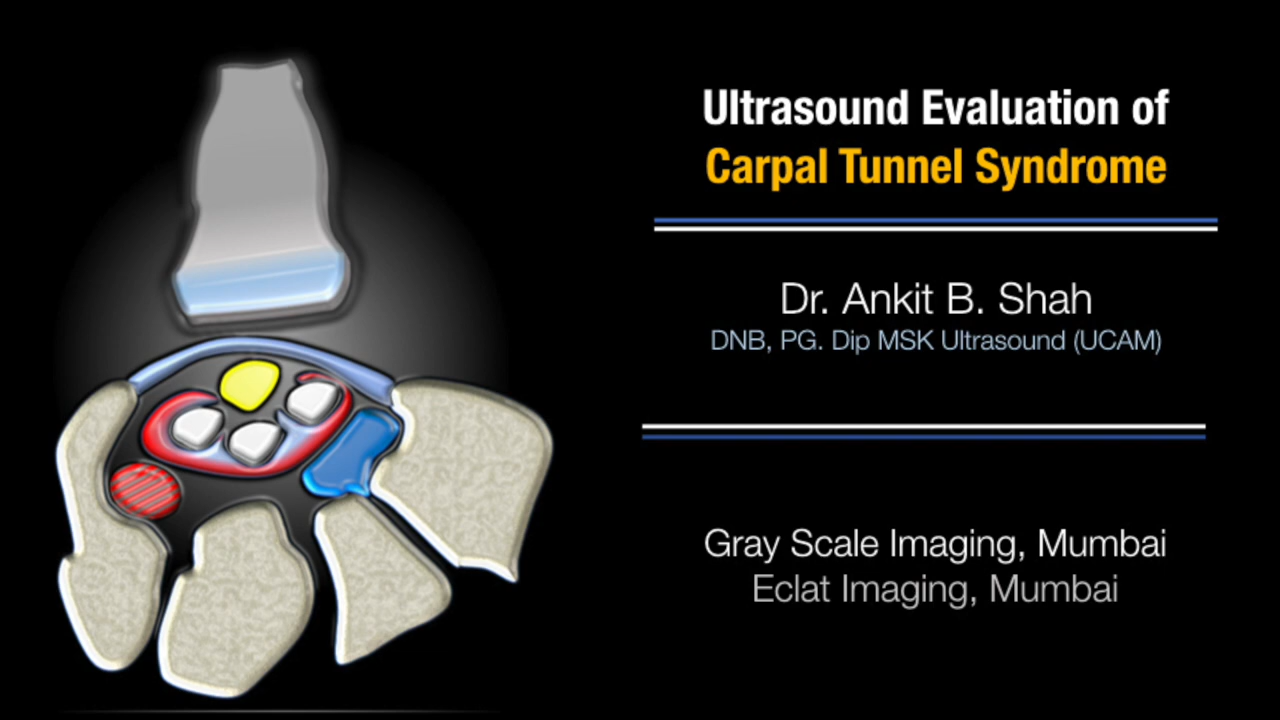 Ultrasound Evaluation of
Carpal Tunnel Syndrome
Dr. Ankit B. Shah
DNB, PG. Dip MSK Ultrasound (UCAM)
Gray Scale Imaging, Mumbai
Eclat Imaging, Mumbai